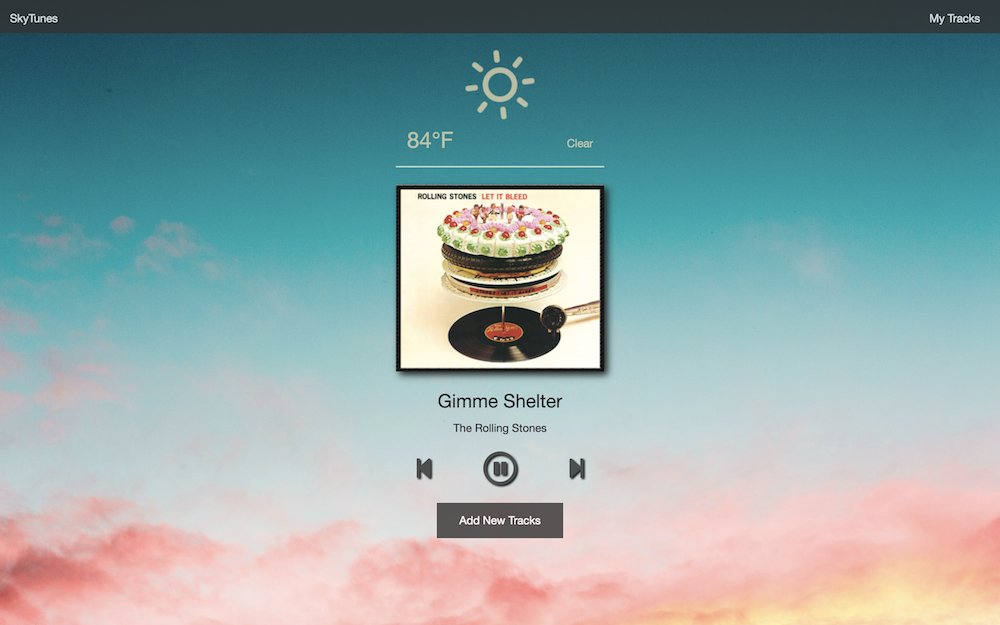 SkyTunes
My Tracks
84°F
Clear
ROLLING STONES LET IT BLEED
Gimme Shelter
The Rolling Stones
Add New Tracks